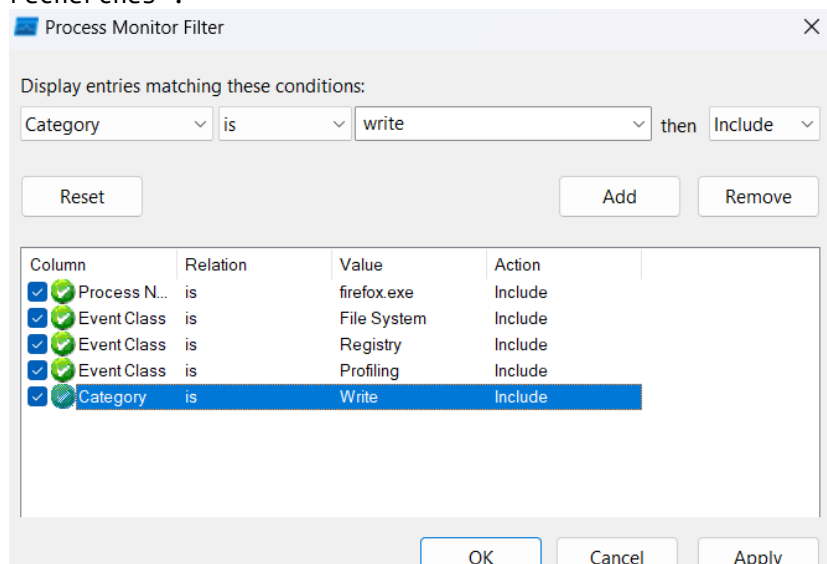 recherches :
Process Monitor Filter
Display entries matching these conditions:
Category is write then Include
Reset Add Remove
Column Relation Value Action
Process N... is firefox.exe Include
Event Class is File System Include
Event Class is Registry Include
Event Class is Profiling Include
Category is Write Include
OK Cancel Apply